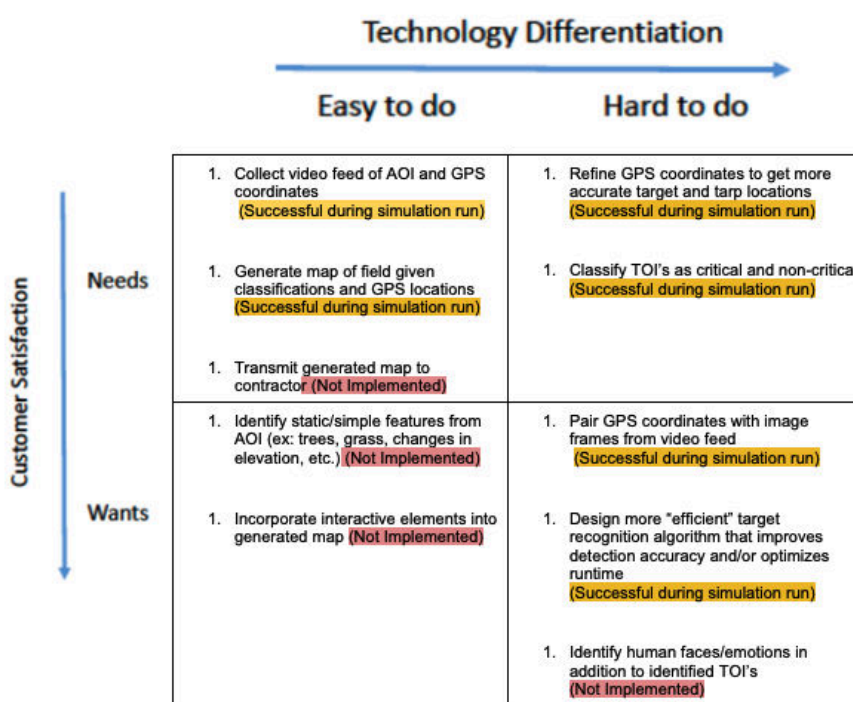 Technology Differentiation
Easy to do
Hard to do
Customer Satisfaction
Needs
1. Collect video feed of AOI and GPS
coordinates
(Successful during simulation run)
1. Generate map of field given
classifications and GPS locations
(Successful during simulation run)
1. Transmit generated map to
contractor (Not Implemented)
1. Refine GPS coordinates to get more
accurate target and tarp locations
(Successful during simulation run)
1. Classify TOI's as critical and non-critical
(Successful during simulation run)
Wants
1. Identify static/simple features from
AOI (ex: trees, grass, changes in
elevation, etc.) (Not Implemented)
1. Incorporate interactive elements into
generated map (Not Implemented)
1. Pair GPS coordinates with image
frames from video feed
(Successful during simulation run)
1. Design more “efficient” target
recognition algorithm that improves
detection accuracy and/or optimizes
runtime
(Successful during simulation run)
1. Identify human faces/emotions in
addition to identified TOI's
(Not Implemented)